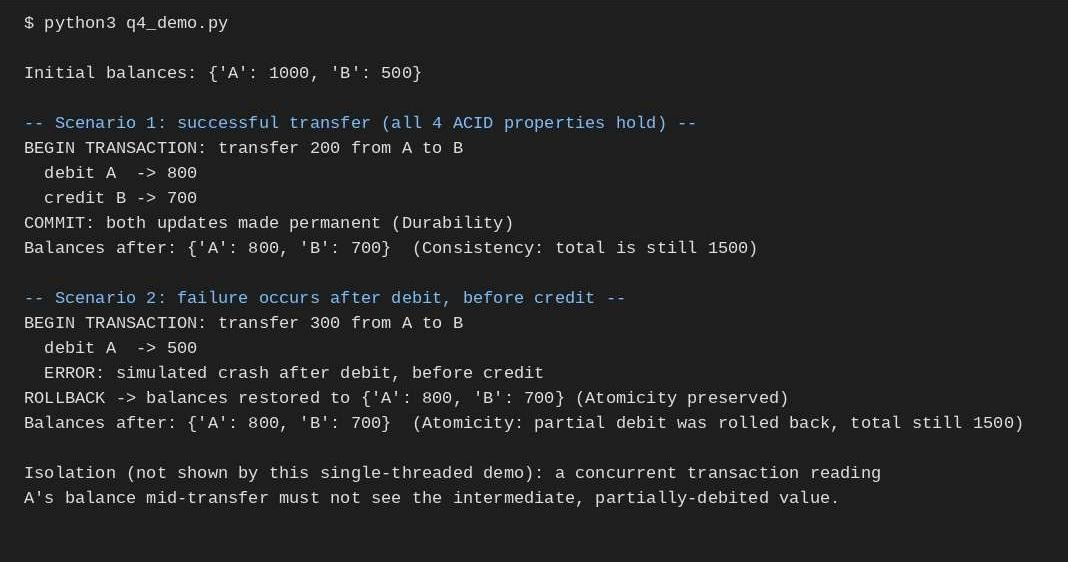 $ python3 q4_demo.py
Initial balances: {'A': 1000, 'B': 500}
-- Scenario 1: successful transfer (all 4 ACID properties hold) --
BEGIN TRANSACTION: transfer 200 from A to B
  debit A  -> 800
  credit B -> 700
COMMIT: both updates made permanent (Durability)
Balances after: {'A': 800, 'B': 700}  (Consistency: total is still 1500)
-- Scenario 2: failure occurs after debit, before credit --
BEGIN TRANSACTION: transfer 300 from A to B
  debit A  -> 500
  ERROR: simulated crash after debit, before credit
ROLLBACK -> balances restored to {'A': 800, 'B': 700} (Atomicity preserved)
Balances after: {'A': 800, 'B': 700}  (Atomicity: partial debit was rolled back, total still 1500)
Isolation (not shown by this single-threaded demo): a concurrent transaction reading
A's balance mid-transfer must not see the intermediate, partially-debited value.